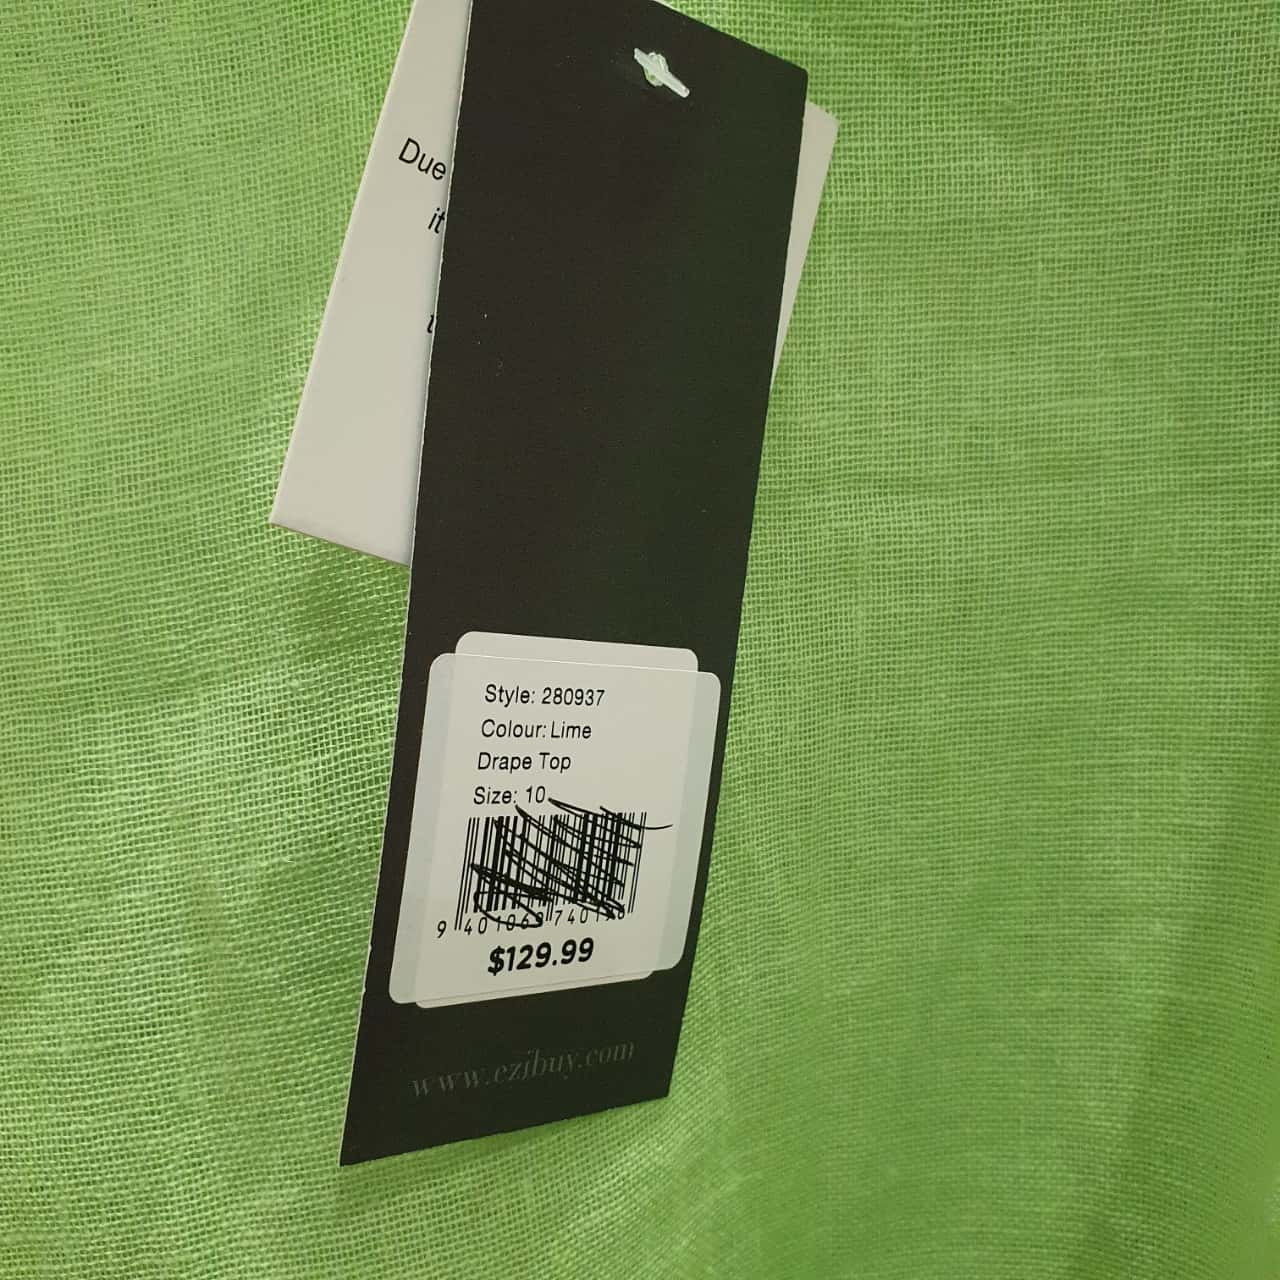 Due
it
Style: 280937
Colour: Lime
Drape Top
Size: 10
$129.99
www.ezibuy.com